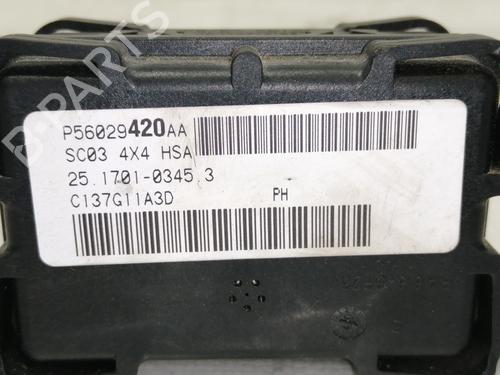 P56029420AA
SC03 4X4 HSA
25.1701-0345.3
C137G11A3D PH
B-PARTS